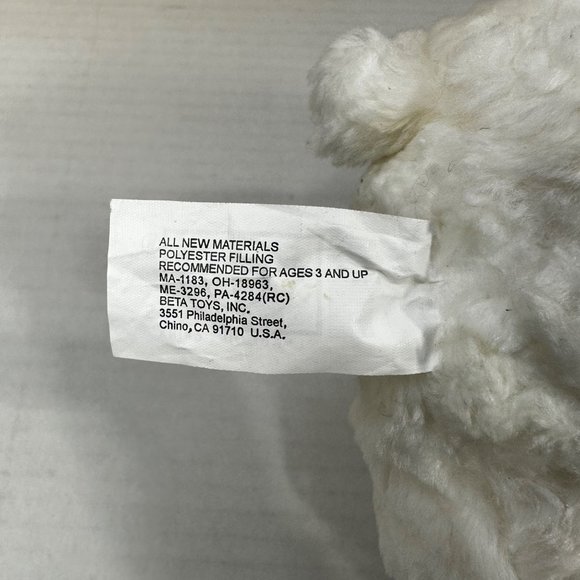 ALL NEW MATERIALS
POLYESTER FILLING
RECOMMENDED FOR AGES 3 AND UP
MA-1183, OH-18963,
ME-3296, PA-4284(RC)
BETA TOYS, INC.
3551 Philadelphia Street,
Chino, CA 91710 U.S.A.